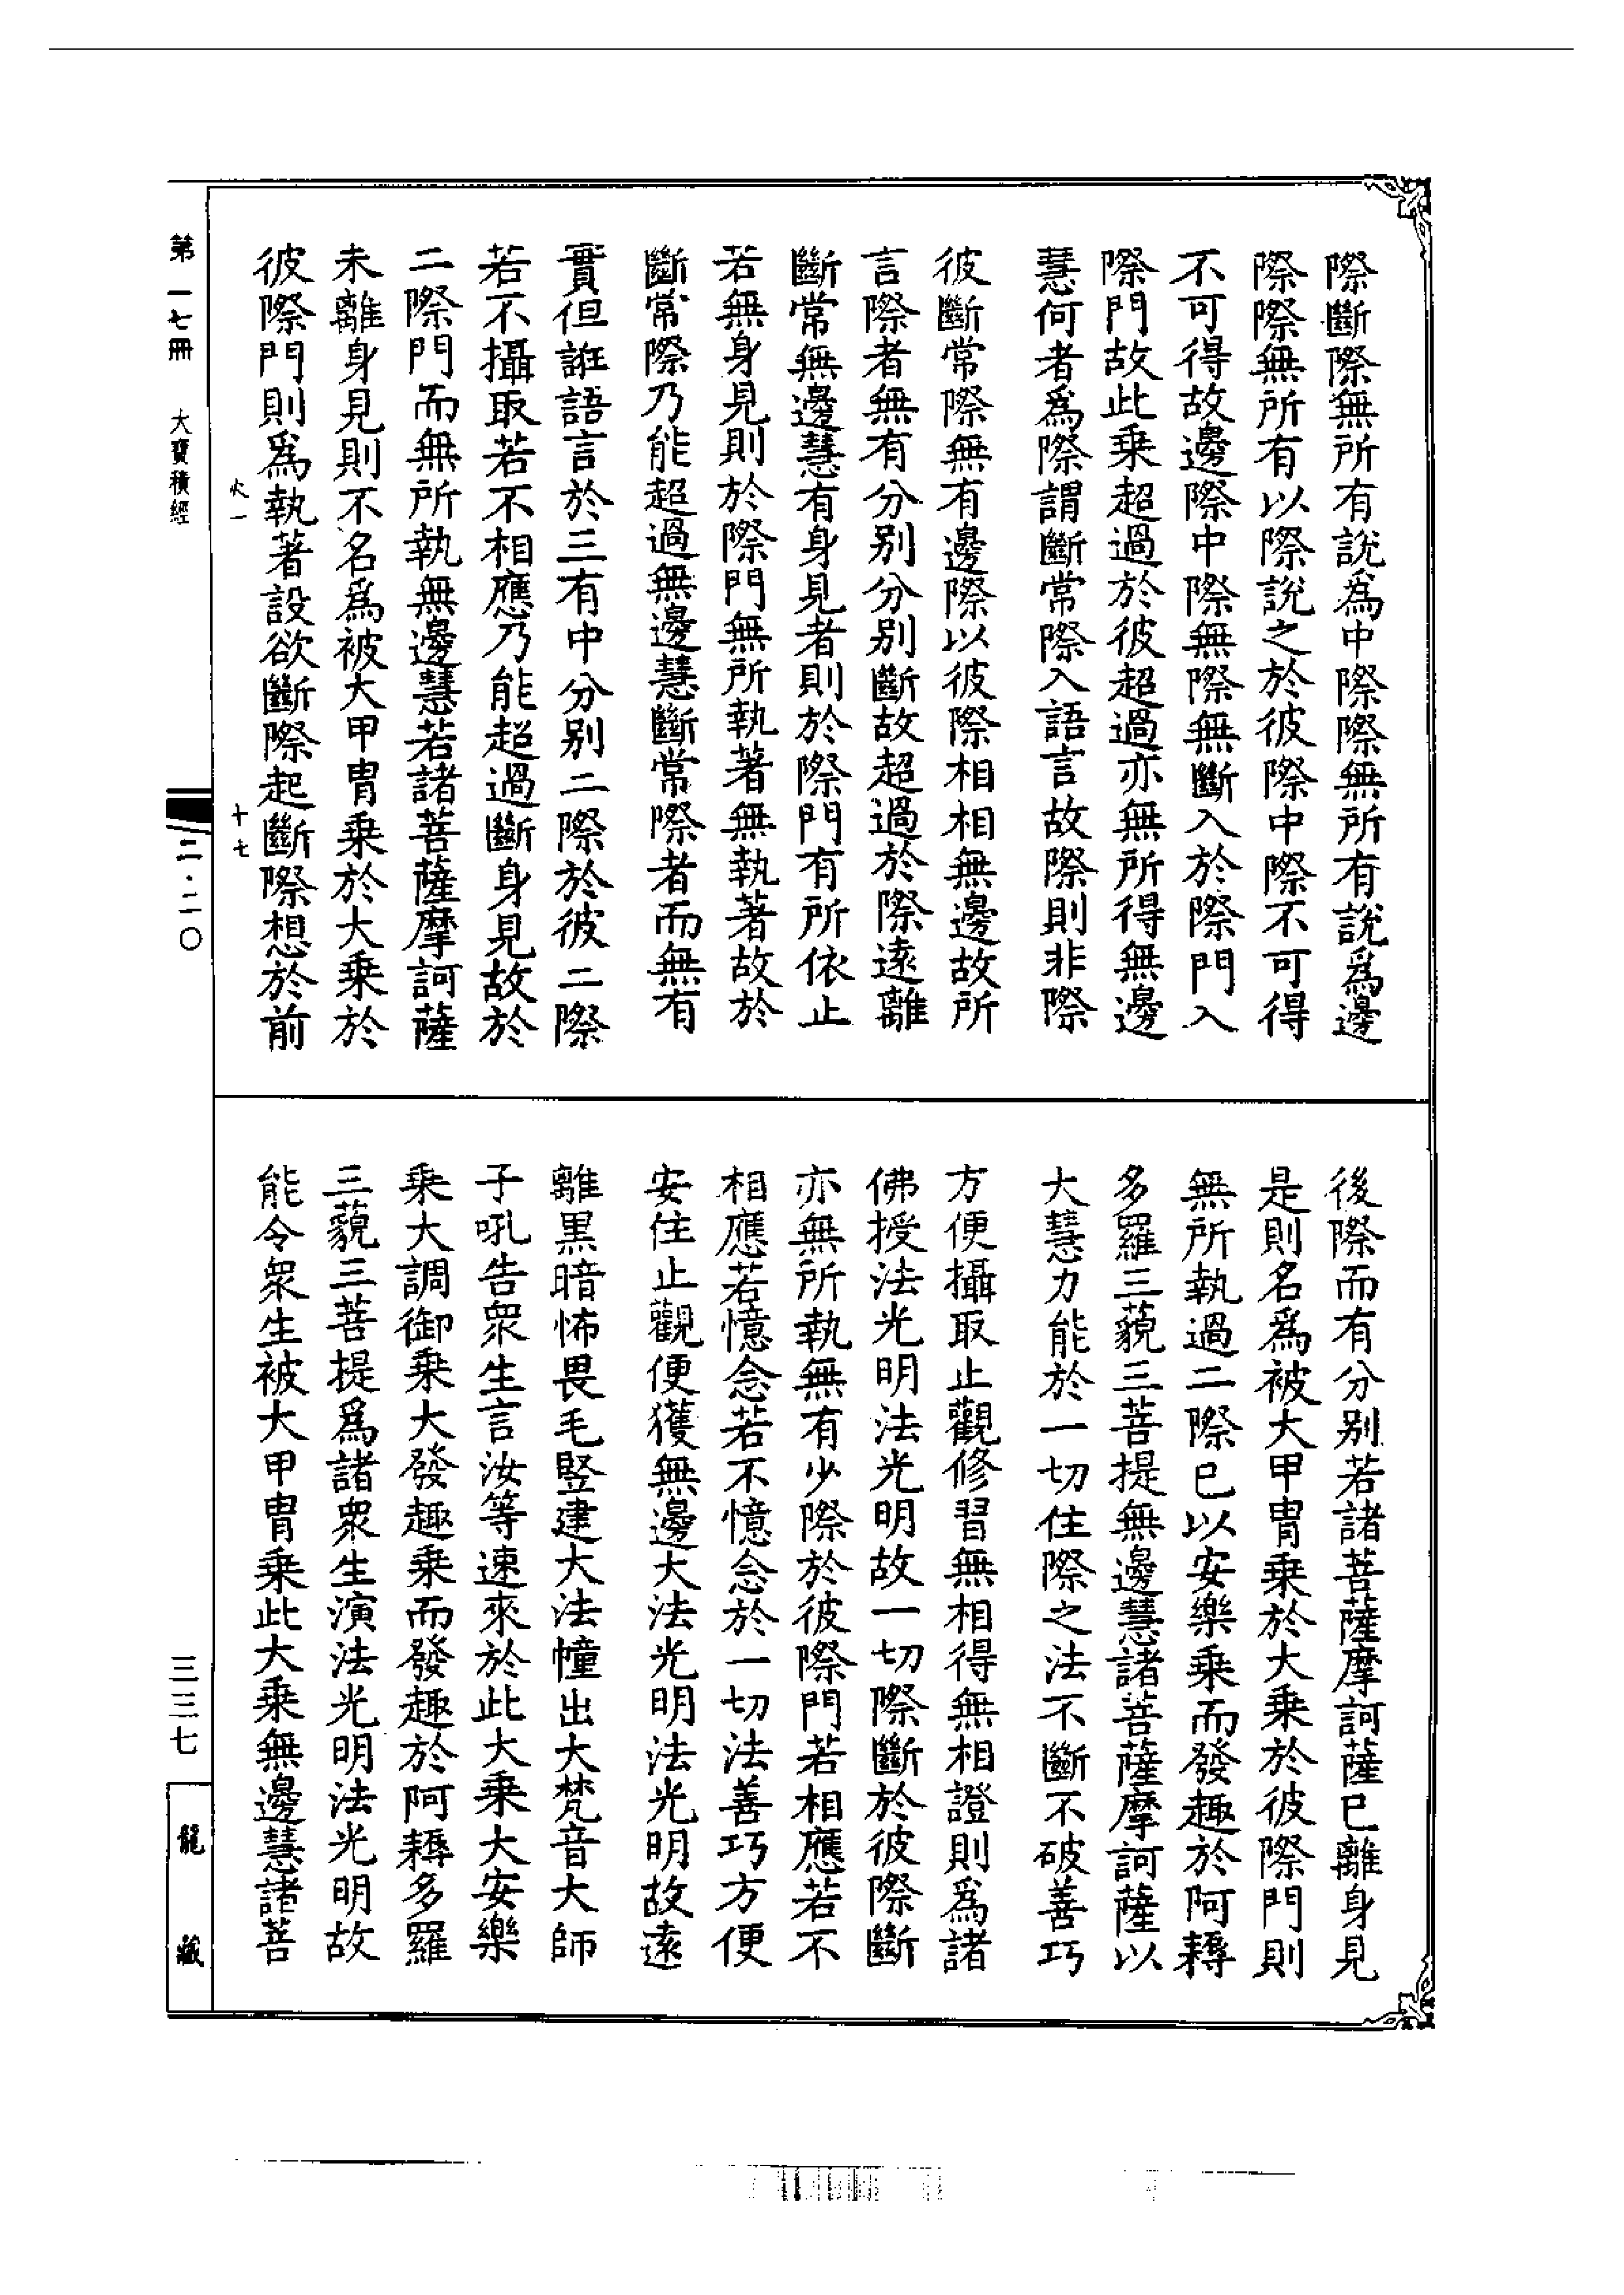 際斷際無所有說爲中際際無所有說爲邊
際際無所有以際說之於彼際中際不可得
不可得故邊際中際無際無斷入於際門入
際門故此乗超過於彼超過亦無所得無邊
慧何者爲際謂斷常際入語言故際則非際
彼斷常際無有邊際以彼際相相無邊故所
言際者無有分別分別斷故超過於際遠離
斷常無邊慧有身見者則於際門有所依止
若無身見則於際門無所執著無執著故於
斷常際乃能超過無邊慧斷常際者而無有
實但誑語言於三有中分別二際於彼二際
若不攝取若不相應乃能超過斷身見故於
二際門而無所執無邊慧若諸菩薩摩訶薩
未離身見則不名爲被大甲冑乗於大乗於
彼際門則爲執著設欲斷際起斷際想於前
後際而有分別若諸菩薩摩訶薩巳離身見
是則名爲被大甲冑乗於大乗於彼際門則
無所執過二際巳以安樂乗而發趣於阿耨
多羅三藐三菩提無邊慧諸菩薩摩訶薩以
大慧力能於一切住際之法不斷不破善巧
方便攝取止觀修習無相得無相證則爲諸
佛授法光明法光明故一切際斷於彼際斷
亦無所執無有少際於彼際門若相應若不
相應若憶念若不憶念於一切法善巧方便
安住止觀便獲無邊大法光明法光明故遠
離黒暗怖畏毛竪建大法幢出大梵音大師
子吼告衆生言汝等速來於此大乗大安樂
乗大調御乗大發趣乗而發趣於阿耨多羅
三藐三菩提爲諸衆生演法光明法光明故
能令衆生被大甲冑乗此大乗無邊慧諸菩
火一 十七
第一七冊 大寶積經 二·二〇 三三七 龍藏